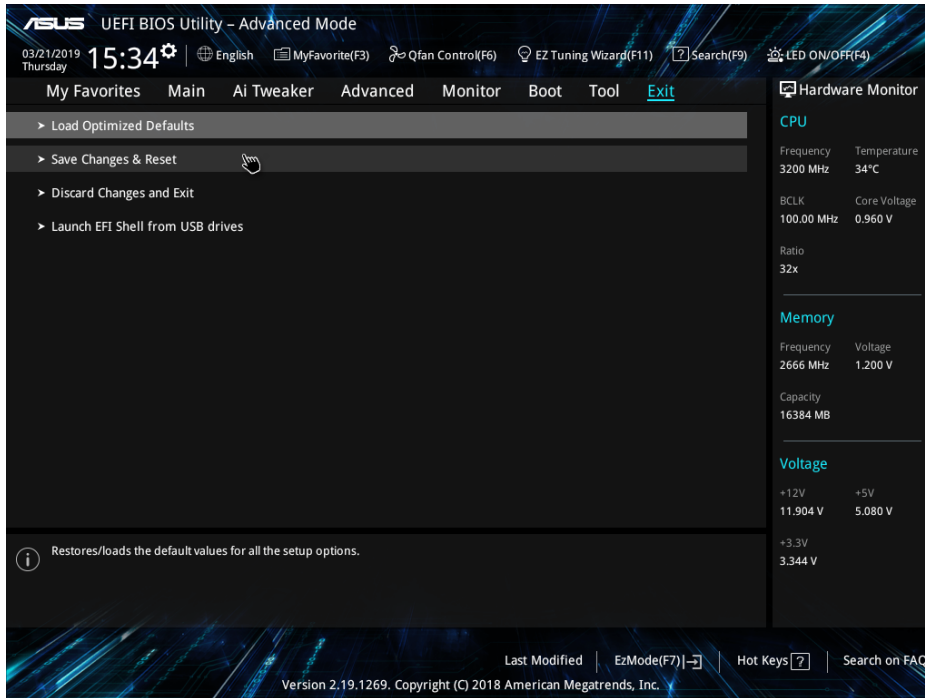 ASUS UEFI BIOS Utility – Advanced Mode
03/21/2019 Thursday 15:34 English MyFavorite(F3) Qfan Control(F6) EZ Tuning Wizard(F11) ? Search(F9) LED ON/OFF(F4)
My Favorites Main Ai Tweaker Advanced Monitor Boot Tool Exit
> Load Optimized Defaults
> Save Changes & Reset
> Discard Changes and Exit
> Launch EFI Shell from USB drives
Hardware Monitor
CPU
Frequency Temperature
3200 MHz 34°C
BCLK Core Voltage
100.00 MHz 0.960 V
Ratio
32x
Memory
Frequency Voltage
2666 MHz 1.200 V
Capacity
16384 MB
Voltage
+12V +5V
11.904 V 5.080 V
+3.3V
3.344 V
Restores/loads the default values for all the setup options.
Last Modified EzMode(F7) Hot Keys ? Search on FAQ
Version 2.19.1269. Copyright (C) 2018 American Megatrends, Inc.